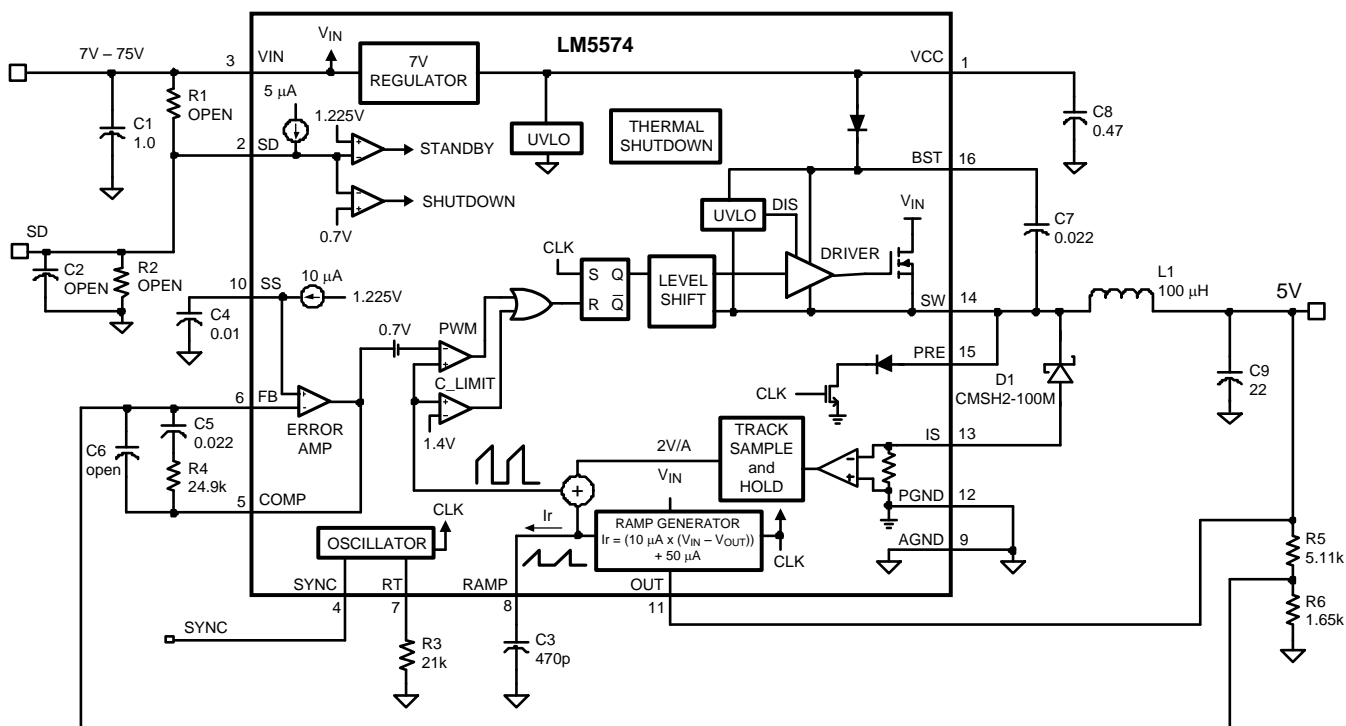 LM5574
7V – 75V
3
VIN
V_IN
7V
REGULATOR
VCC
1
R1
OPEN
5 μA
C1
1.0
1.225V
UVLO
THERMAL
SHUTDOWN
C8
0.47
2
SD
STANDBY
BST
16
SHUTDOWN
0.7V
UVLO
DIS
V_IN
C7
0.022
SD
C2
OPEN
R2
OPEN
CLK
DRIVER
10
SS
10 μA
1.225V
S Q
R Q̅
LEVEL
SHIFT
SW
14
L1
100 μH
5V
C4
0.01
0.7V
PWM
PRE
15
C_LIMIT
CLK
D1
CMSH2-100M
C9
22
6
FB
ERROR
AMP
1.4V
C5
0.022
C6
open
R4
24.9k
2V/A
TRACK
SAMPLE
and
HOLD
IS
13
V_IN
5
COMP
PGND
12
CLK
Ir
RAMP GENERATOR
Ir = (10 μA x (V_IN – V_OUT))
+ 50 μA
CLK
AGND
9
OSCILLATOR
R5
5.11k
SYNC
RT
RAMP
OUT
4
7
8
11
R6
1.65k
SYNC
R3
21k
C3
470p
+